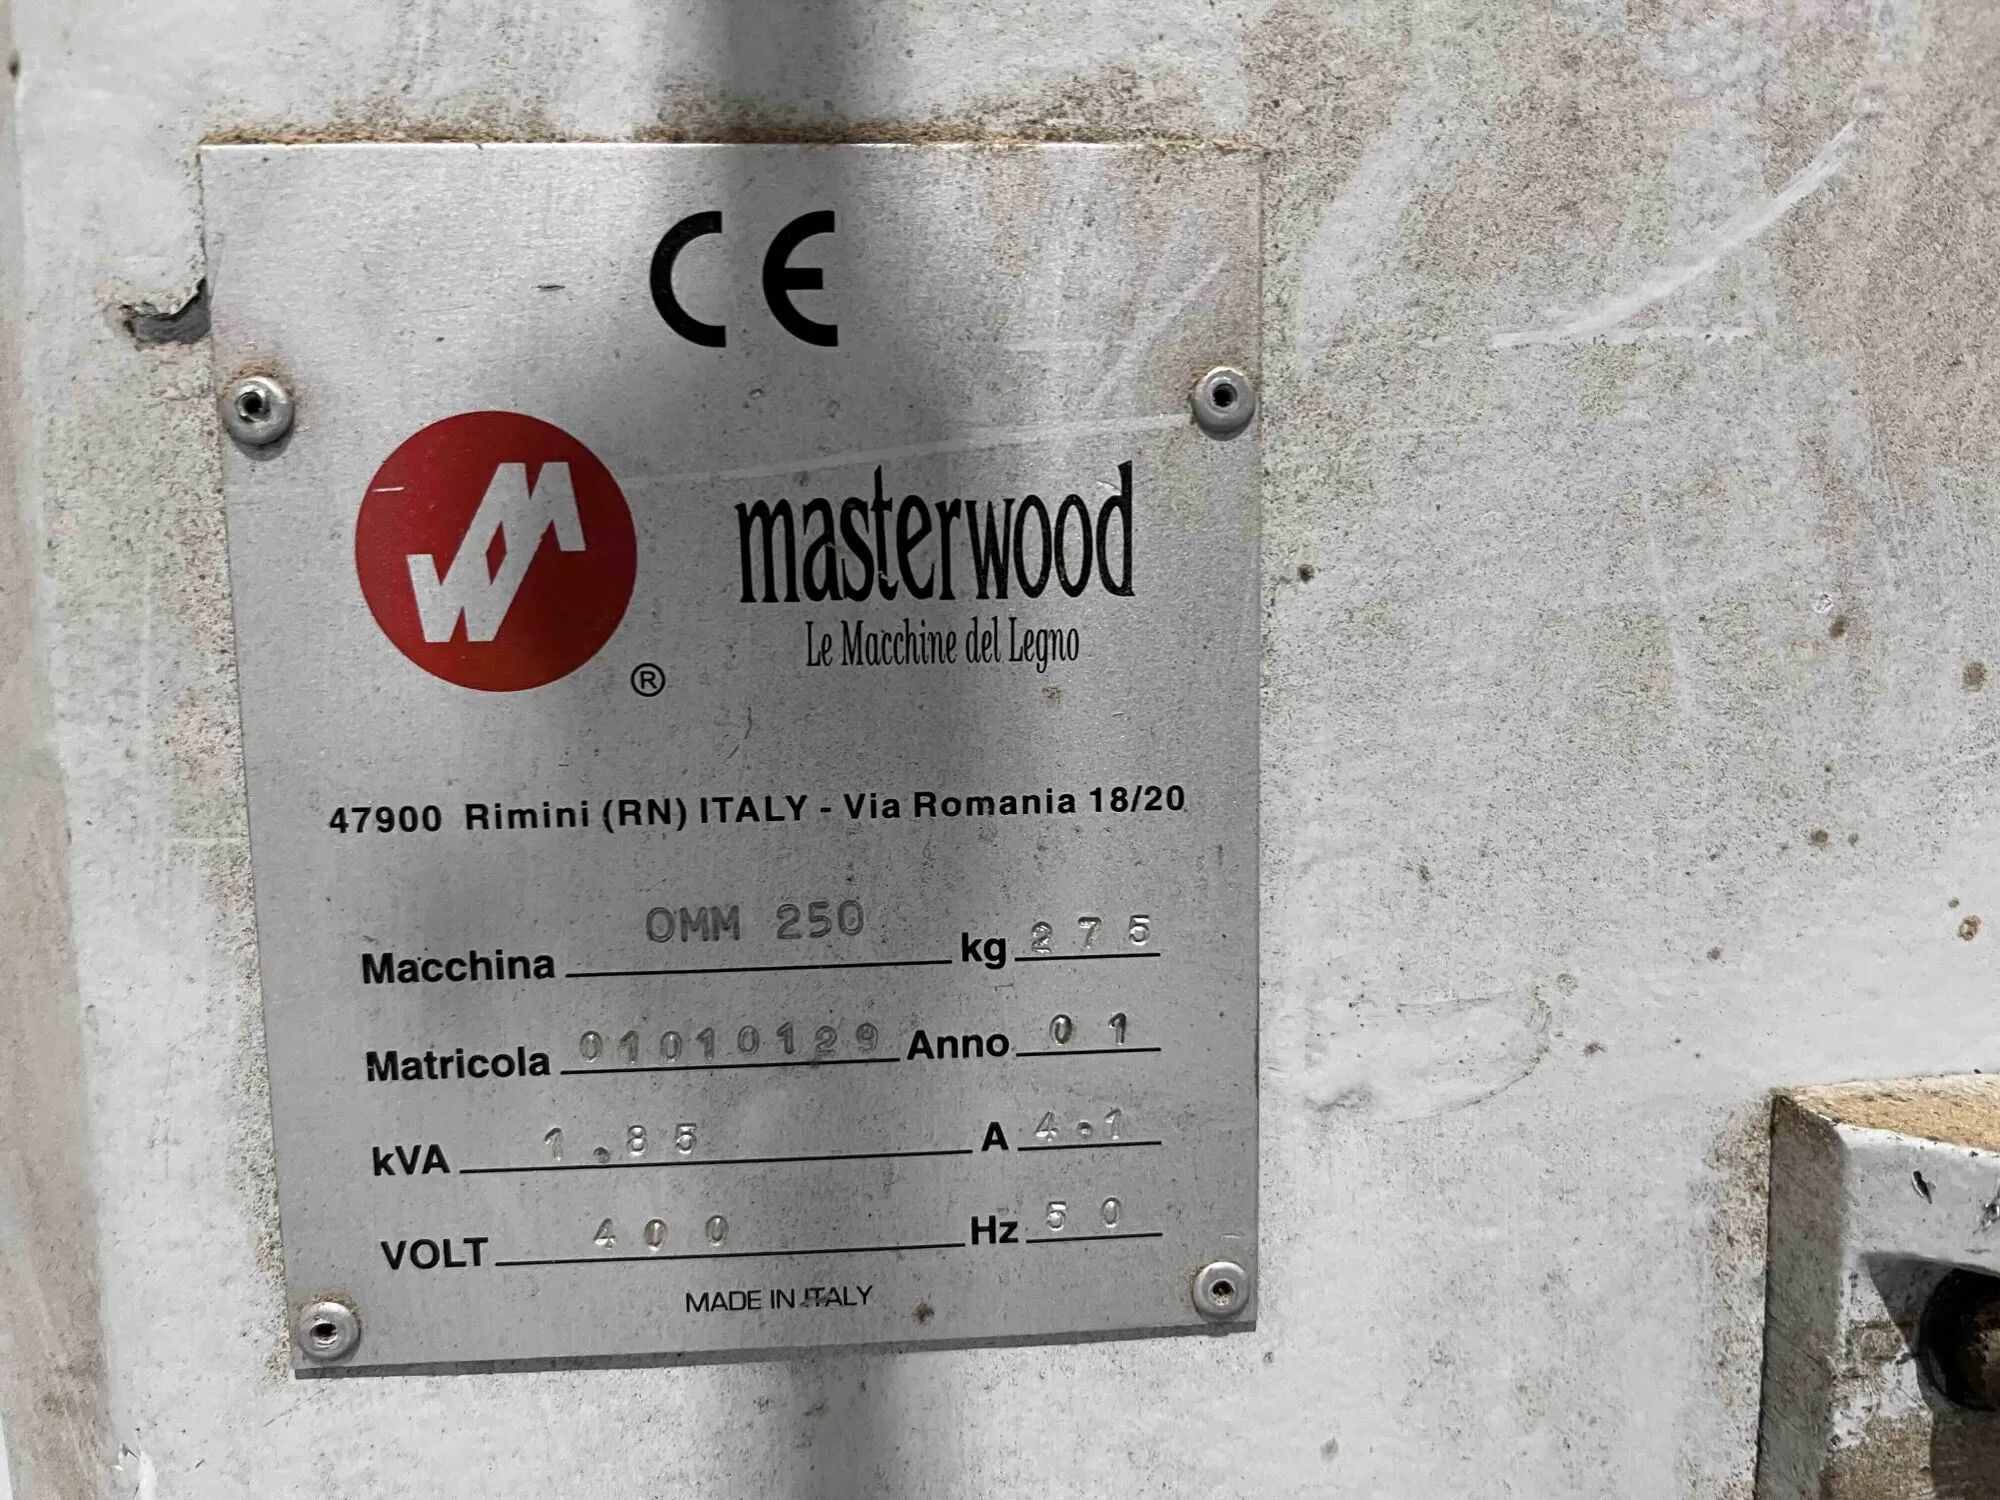 CE
MW
®
masterwood
Le Macchine del Legno
47900 Rimini (RN) ITALY - Via Romania 18/20
Macchina OMM 250 kg 275
Matricola 01010129 Anno 01
kVA 1.85 A 4.1
VOLT 400 Hz 50
MADE IN ITALY